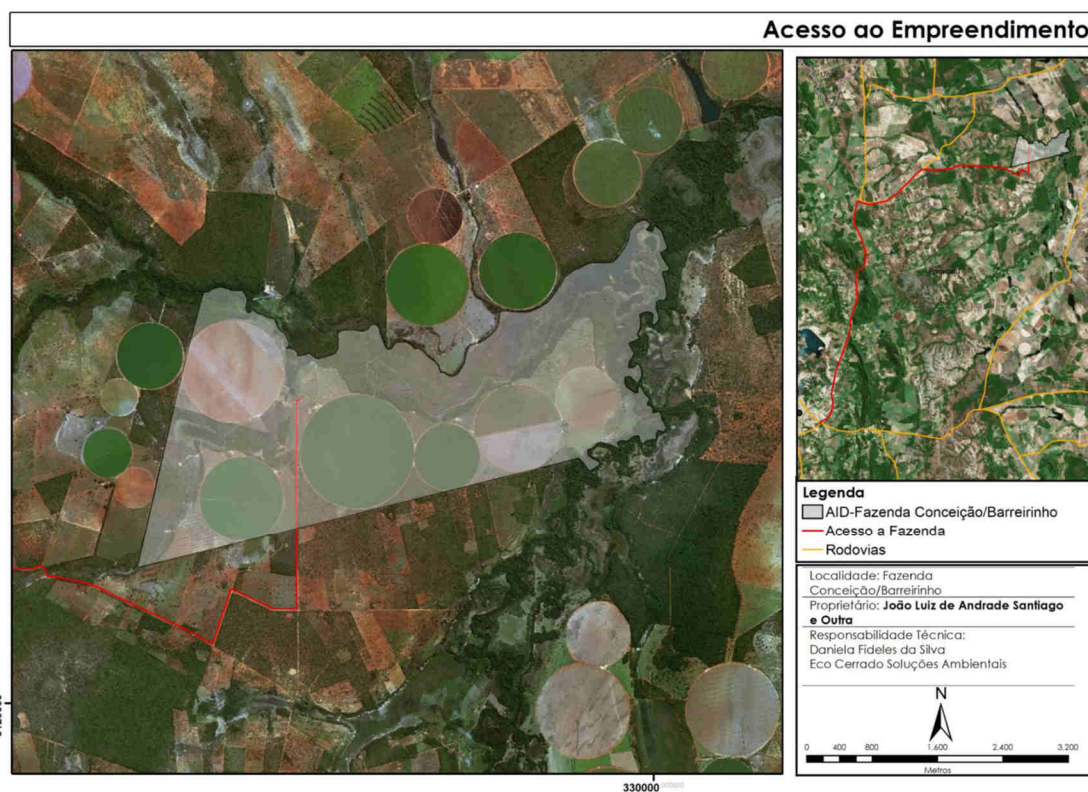 Acesso ao Empreendimento
Legenda
AID-Fazenda Conceição/Barreirinho
Acesso a Fazenda
Rodovias
Localidade: Fazenda
Conceição/Barreirinho
Proprietário: João Luiz de Andrade Santiago
e Outra
Responsabilidade Técnica:
Daniela Fideles da Silva
Eco Cerrado Soluções Ambientais
N
0 400 800 1.600 2.400 3.200
Metros
330000